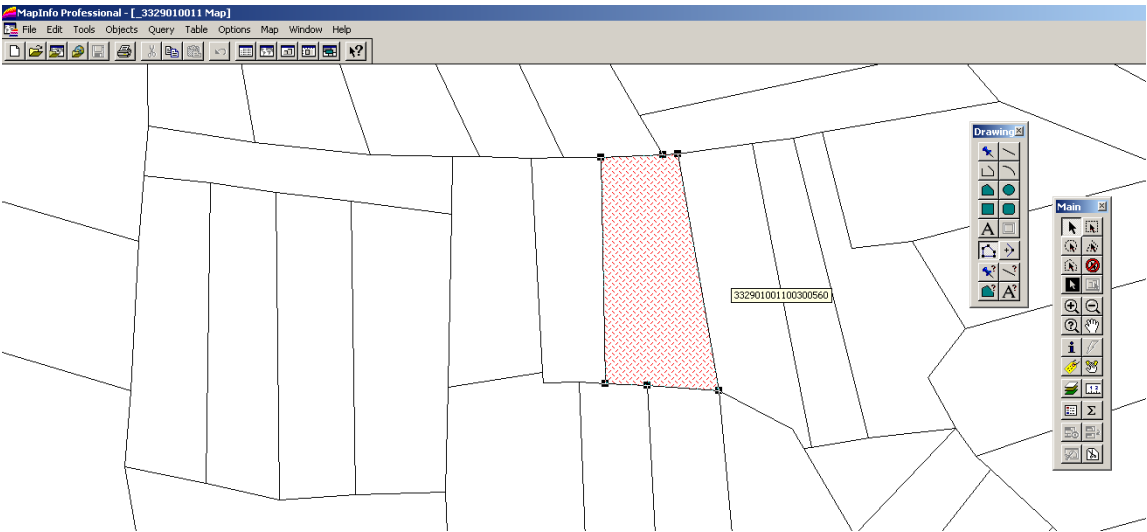 MapInfo Professional - [_3329010011 Map]
File Edit Tools Objects Query Table Options Map Window Help
Drawing
A
A?
Main
332901001100300560
i
Σ